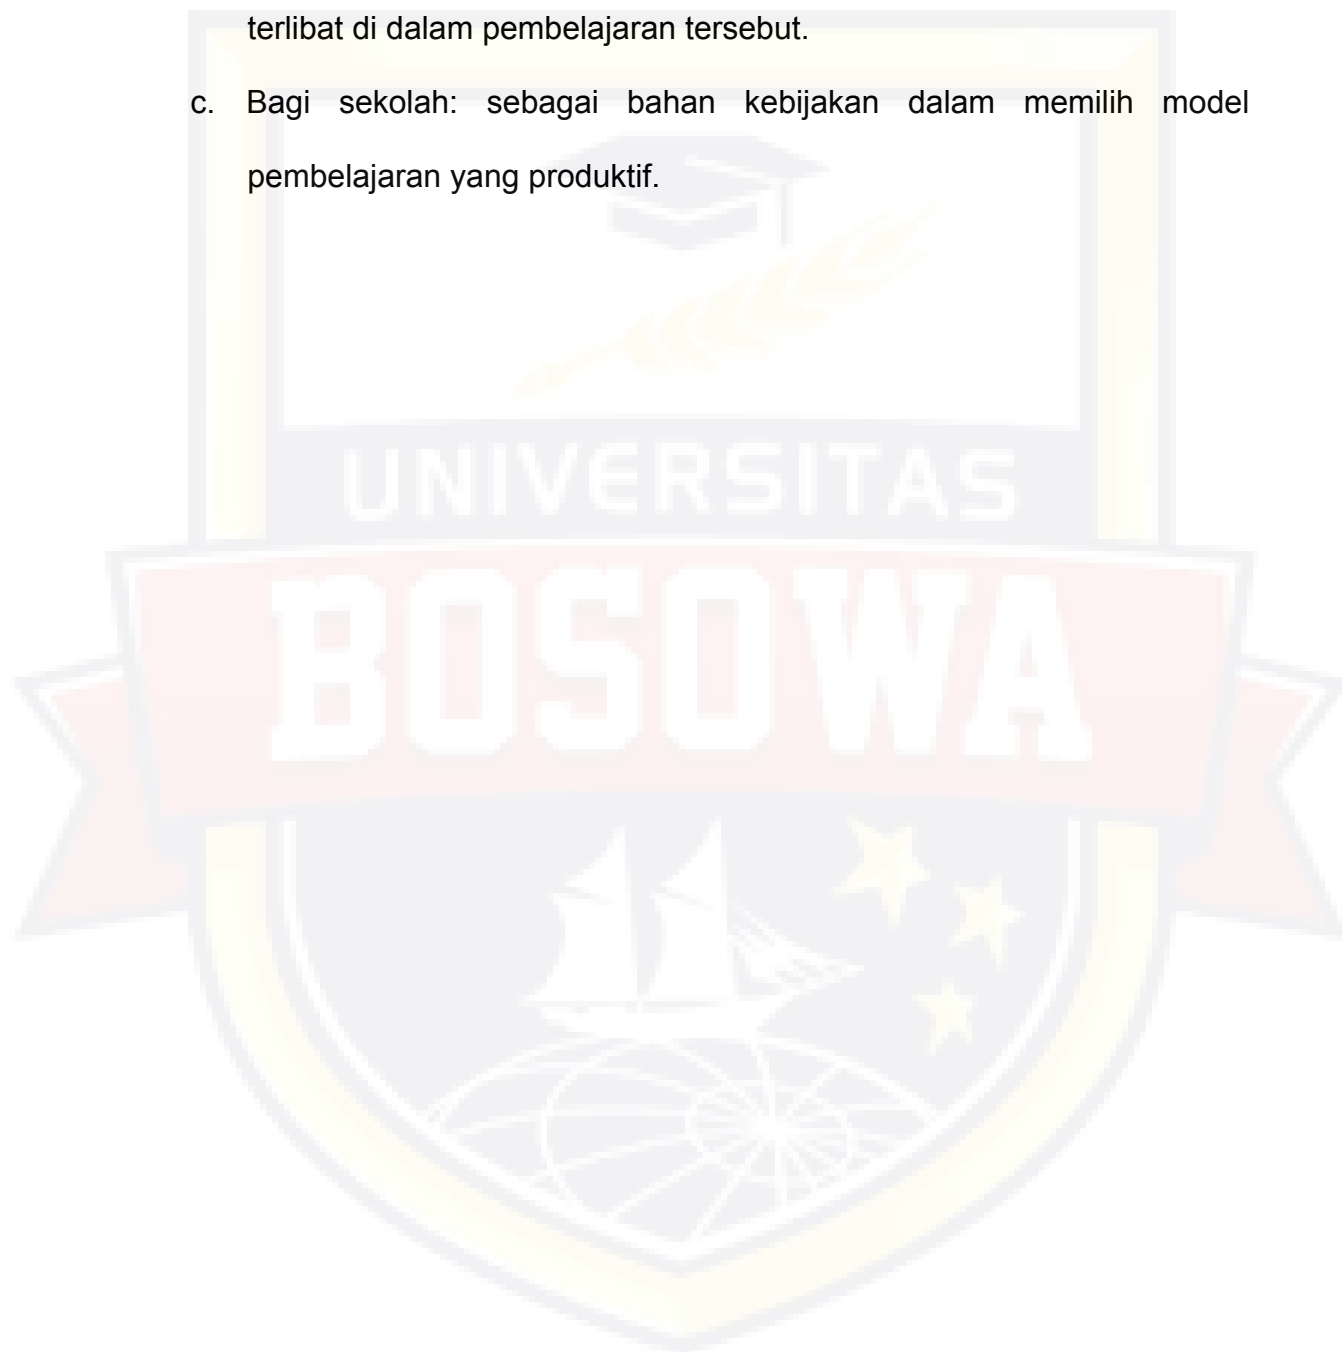 terlibat di dalam pembelajaran tersebut.
c. Bagi sekolah: sebagai bahan kebijakan dalam memilih model
pembelajaran yang produktif.
UNIVERSITAS
BOSOWA